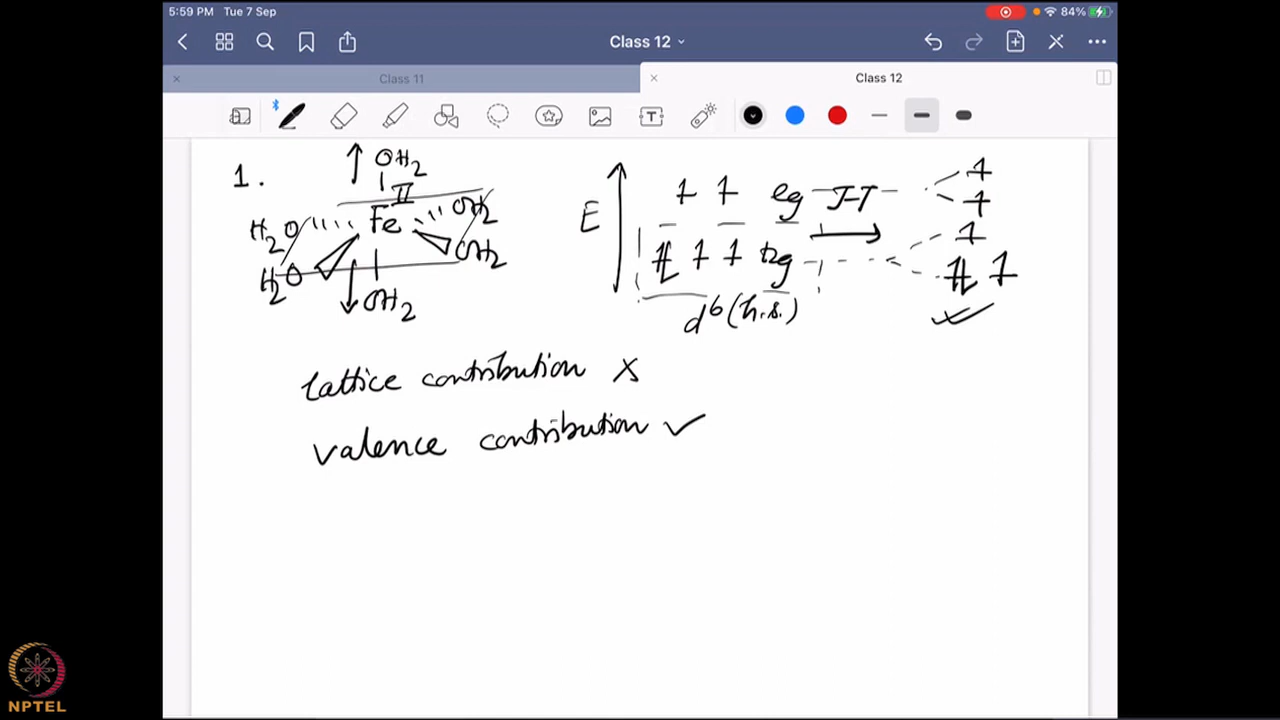 5:59 PM Tue 7 Sep
84%
Class 12
Class 11
Class 12
T
1.
OH2
II
H2O Fe OH2
H2O OH2
OH2
E
eg J-T
t2g
d6 (h.s.)
lattice contribution ✗
valence contribution ✓
NPTEL